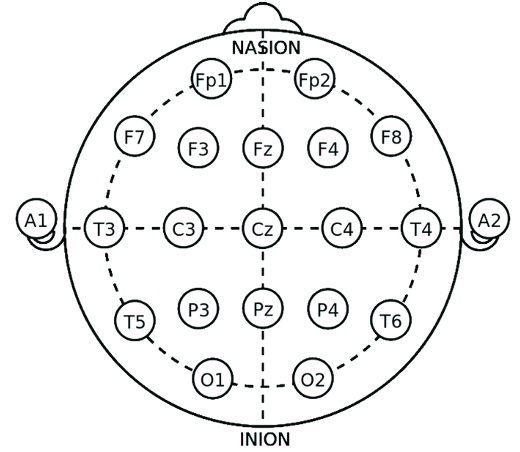 NASION
Fp1 Fp2
F7 F3 Fz F4 F8
A1 T3 C3 Cz C4 T4 A2
T5 P3 Pz P4 T6
O1 O2
INION